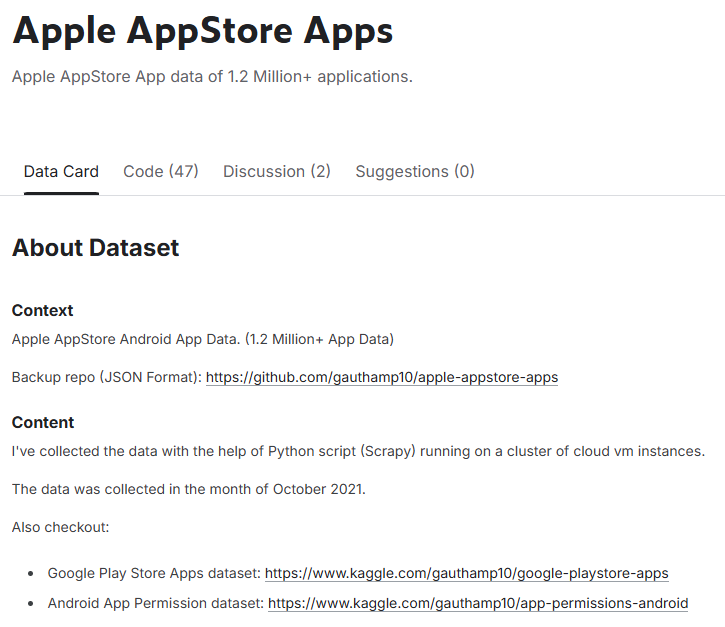 Apple AppStore Apps
Apple AppStore App data of 1.2 Million+ applications.
Data Card Code (47) Discussion (2) Suggestions (0)
About Dataset
Context
Apple AppStore Android App Data. (1.2 Million+ App Data)
Backup repo (JSON Format): https://github.com/gauthamp10/apple-appstore-apps
Content
I've collected the data with the help of Python script (Scrapy) running on a cluster of cloud vm instances.
The data was collected in the month of October 2021.
Also checkout:
• Google Play Store Apps dataset: https://www.kaggle.com/gauthamp10/google-playstore-apps
• Android App Permission dataset: https://www.kaggle.com/gauthamp10/app-permissions-android